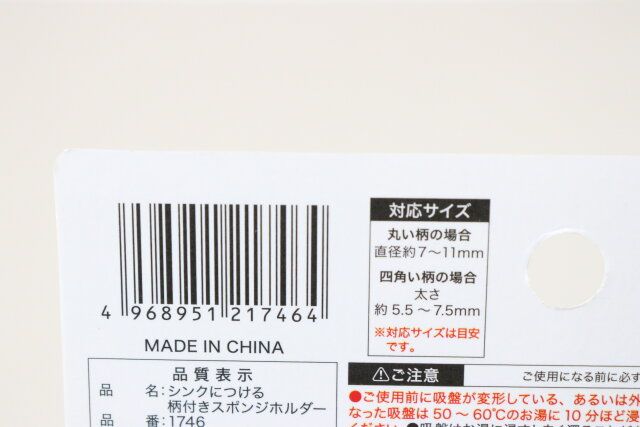 対応サイズ
丸い柄の場合
直径約7～11mm
四角い柄の場合
太さ
約 5.5～7.5mm
※対応サイズは目安
です。
4 968951 217464
MADE IN CHINA
品質表示
品 名:シンクにつける
柄付きスポンジホルダー
品 番:1746
⚠ご注意
ご使用になる前に必ず
●ご使用前に吸盤が変形している、あるいは外
なった吸盤は 50～60℃のお湯に 10 分ほど浸